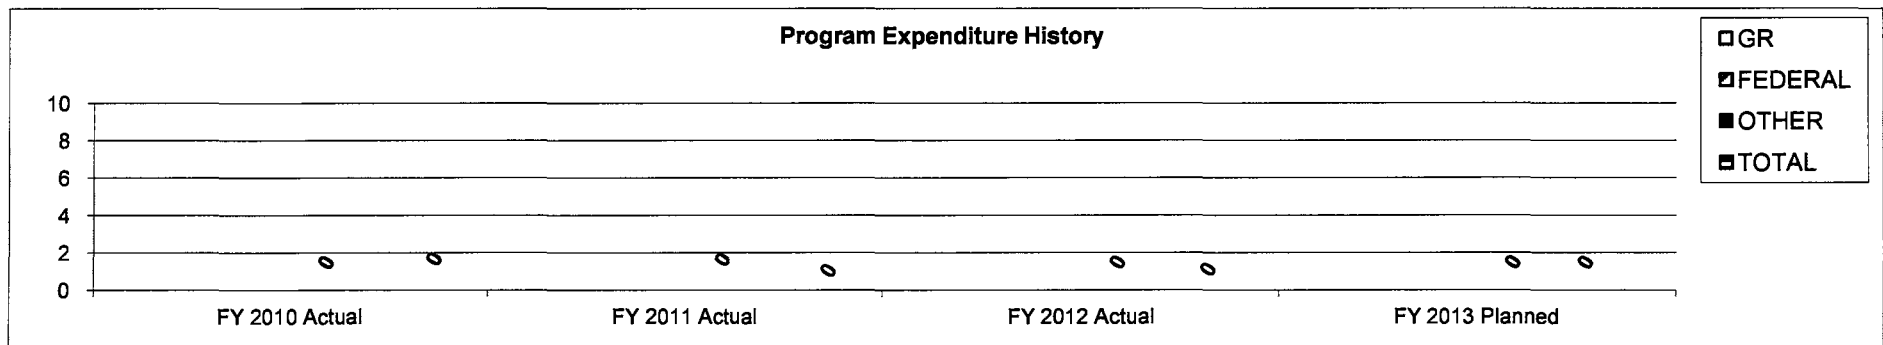 Program Expenditure History
GR
FEDERAL
OTHER
TOTAL
10
8
6
4
2
0
0 0 0 0 0 0 0 0
FY 2010 Actual FY 2011 Actual FY 2012 Actual FY 2013 Planned